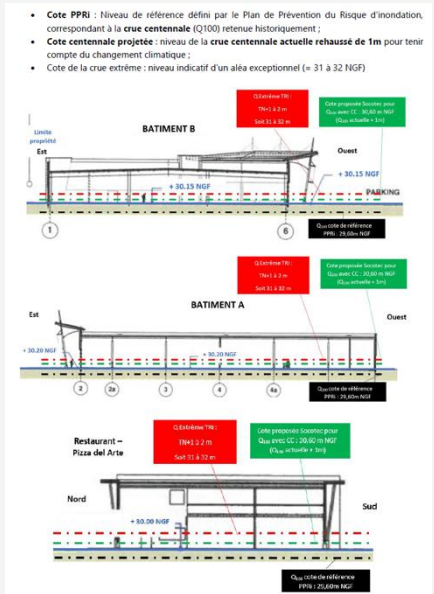 • Cote PPRi : Niveau de référence défini par le Plan de Prévention du Risque d'inondation,
correspondant à la crue centennale (Q100) retenue historiquement ;
• Cote centennale projetée : niveau de la crue centennale actuelle rehaussé de 1m pour tenir
compte du changement climatique ;
• Cote de la crue extrême : niveau indicatif d'un aléa exceptionnel (= 31 à 32 NGF)
Q Extrême TRI :
TN+1 à 2 m
Soit 31 à 32 m
Cote proposée Socotec pour
Q100 avec CC : 30,60 m NGF
(Q100 actuelle + 1m)
Limite
propriété
BATIMENT B
Est
Ouest
+ 30.15 NGF
+ 30.15 NGF
PARKING
1
6
Q100 cote de référence
PPRi : 29,60m NGF
Q Extrême TRI :
TN+1 à 2 m
Soit 31 à 32 m
Cote proposée Socotec pour
Q100 avec CC : 30,60 m NGF
(Q100 actuelle + 1m)
BATIMENT A
Est
Ouest
+ 30.20 NGF
+ 30.20 NGF
2
2a
3
4
4a
Q100 cote de référence
PPRi : 29,60m NGF
Q Extrême TRI :
TN+1 à 2 m
Soit 31 à 32 m
Cote proposée Socotec pour
Q100 avec CC : 30,60 m NGF
(Q100 actuelle + 1m)
Restaurant –
Pizza del Arte
Nord
Sud
+ 30.00 NGF
Q100 cote de référence
PPRi : 25,60m NGF